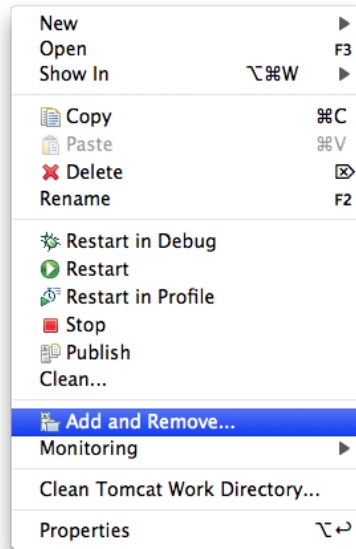 New ▶
Open F3
Show In ⌥⌘W ▶
Copy ⌘C
Paste ⌘V
Delete ⌦
Rename F2
Restart in Debug
Restart
Restart in Profile
Stop
Publish
Clean...
Add and Remove...
Monitoring ▶
Clean Tomcat Work Directory...
Properties ⌥↩